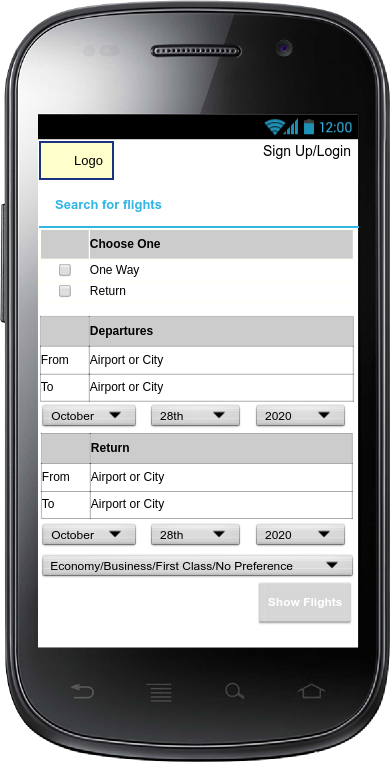 12:00
Logo
Sign Up/Login
Search for flights
Choose One
One Way
Return
Departures
From Airport or City
To Airport or City
October 28th 2020
Return
From Airport or City
To Airport or City
October 28th 2020
Economy/Business/First Class/No Preference
Show Flights